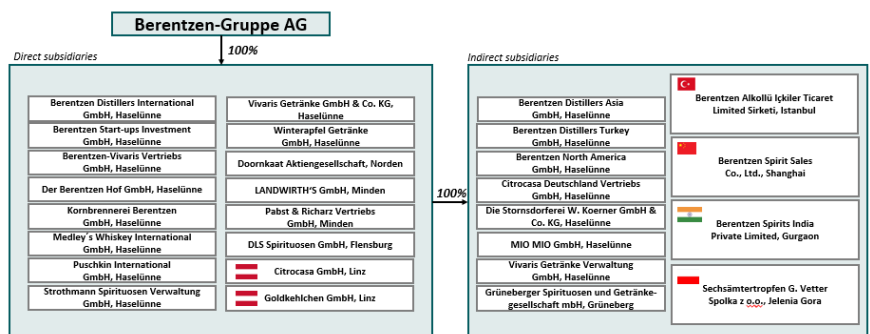 Berentzen-Gruppe AG
100%
Direct subsidiaries
Berentzen Distillers International
GmbH, Haselünne
Berentzen Start-ups Investment
GmbH, Haselünne
Berentzen-Vivaris Vertriebs
GmbH, Haselünne
Der Berentzen Hof GmbH, Haselünne
Kornbrennerei Berentzen
GmbH, Haselünne
Medley´s Whiskey International
GmbH, Haselünne
Puschkin International
GmbH, Haselünne
Strothmann Spirituosen Verwaltung
GmbH, Haselünne
Vivaris Getränke GmbH & Co. KG,
Haselünne
Winterapfel Getränke
GmbH, Haselünne
Doornkaat Aktiengesellschaft, Norden
LANDWIRTH'S GmbH, Minden
Pabst & Richarz Vertriebs
GmbH, Minden
DLS Spirituosen GmbH, Flensburg
Citrocasa GmbH, Linz
Goldkehlchen GmbH, Linz
100%
Indirect subsidiaries
Berentzen Distillers Asia
GmbH, Haselünne
Berentzen Distillers Turkey
GmbH, Haselünne
Berentzen North America
GmbH, Haselünne
Citrocasa Deutschland Vertriebs
GmbH, Haselünne
Die Stornsdorferei W. Koerner GmbH &
Co. KG, Haselünne
MIO MIO GmbH, Haselünne
Vivaris Getränke Verwaltung
GmbH, Haselünne
Grüneberger Spirituosen und Getränke-
gesellschaft mbH, Grüneberg
Berentzen Alkollü Içkiler Ticaret
Limited Sirketi, Istanbul
Berentzen Spirit Sales
Co., Ltd., Shanghai
Berentzen Spirits India
Private Limited, Gurgaon
Sechsämtertropfen G. Vetter
Spolka z o.o., Jelenia Gora